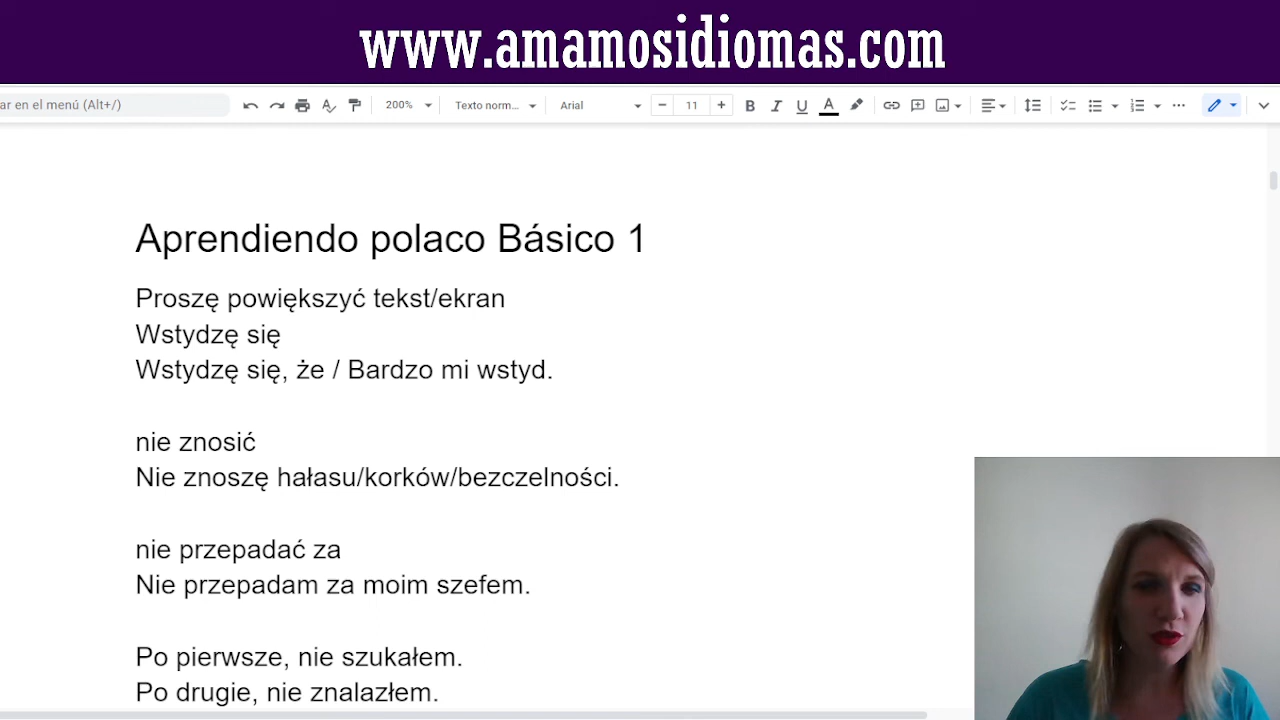 www.amamosidiomas.com
ar en el menú (Alt+/)
200%
Texto norm...
Arial
11
B I U A
Aprendiendo polaco Básico 1
Proszę powiększyć tekst/ekran
Wstydzę się
Wstydzę się, że / Bardzo mi wstyd.
nie znosić
Nie znoszę hałasu/korków/bezczelności.
nie przepadać za
Nie przepadam za moim szefem.
Po pierwsze, nie szukałem.
Po drugie, nie znalazłem.